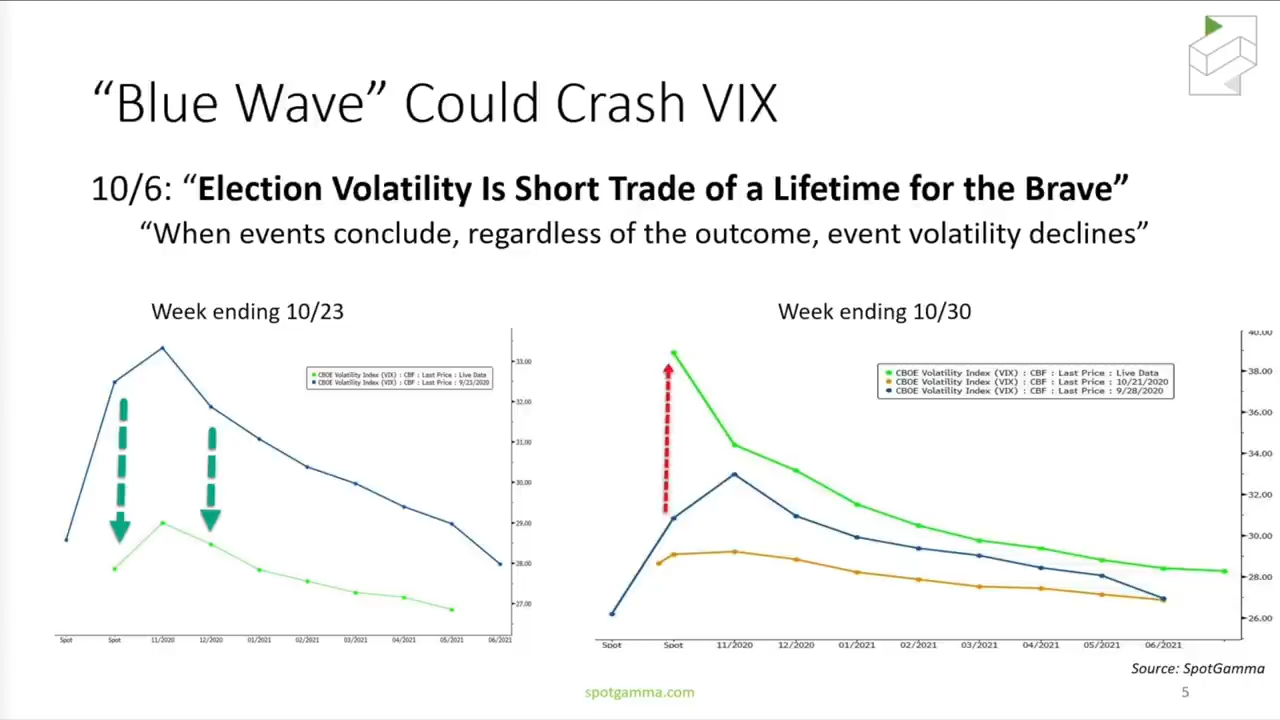 “Blue Wave” Could Crash VIX
10/6: “Election Volatility Is Short Trade of a Lifetime for the Brave”
“When events conclude, regardless of the outcome, event volatility declines”
Week ending 10/23
CBOE Volatility Index (VIX) : CBF : Last Price : Live Data
CBOE Volatility Index (VIX) : CBF : Last Price : 9/23/2020
33.00
32.00
31.00
30.00
29.00
28.00
27.00
Spot Spot 11/2020 12/2020 01/2021 02/2021 03/2021 04/2021 05/2021 06/2021
Week ending 10/30
CBOE Volatility Index (VIX) : CBF : Last Price : Live Data
CBOE Volatility Index (VIX) : CBF : Last Price : 10/21/2020
CBOE Volatility Index (VIX) : CBF : Last Price : 9/28/2020
40.00
38.00
36.00
34.00
32.00
30.00
28.00
26.00
Spot Spot 11/2020 12/2020 01/2021 02/2021 03/2021 04/2021 05/2021 06/2021
Source: SpotGamma
spotgamma.com
5